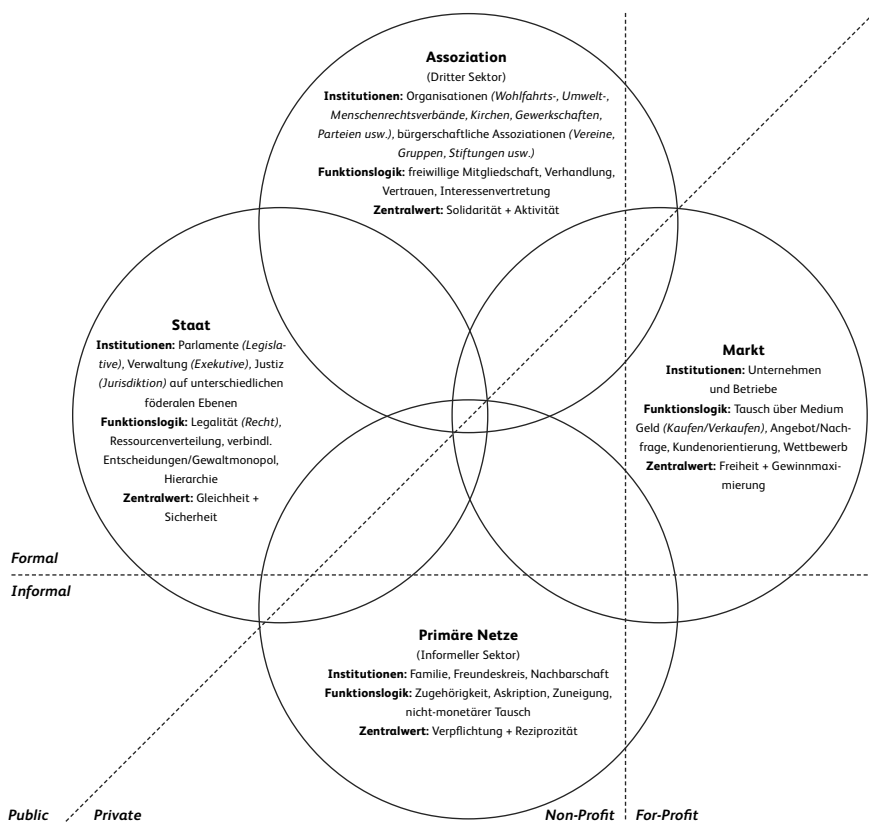 Assoziation
(Dritter Sektor)
Institutionen: Organisationen (Wohlfahrts-, Umwelt-,
Menschenrechtsverbände, Kirchen, Gewerkschaften,
Parteien usw.), bürgerschaftliche Assoziationen (Vereine,
Gruppen, Stiftungen usw.)
Funktionslogik: freiwillige Mitgliedschaft, Verhandlung,
Vertrauen, Interessenvertretung
Zentralwert: Solidarität + Aktivität
Staat
Institutionen: Parlamente (Legisla-
tive), Verwaltung (Exekutive), Justiz
(Jurisdiktion) auf unterschiedlichen
föderalen Ebenen
Funktionslogik: Legalität (Recht),
Ressourcenverteilung, verbindl.
Entscheidungen/Gewaltmonopol,
Hierarchie
Zentralwert: Gleichheit +
Sicherheit
Markt
Institutionen: Unternehmen
und Betriebe
Funktionslogik: Tausch über Medium
Geld (Kaufen/Verkaufen), Angebot/Nach-
frage, Kundenorientierung, Wettbewerb
Zentralwert: Freiheit + Gewinnmaxi-
mierung
Formal
Informal
Primäre Netze
(Informeller Sektor)
Institutionen: Familie, Freundeskreis, Nachbarschaft
Funktionslogik: Zugehörigkeit, Askription, Zuneigung,
nicht-monetärer Tausch
Zentralwert: Verpflichtung + Reziprozität
Public
Private
Non-Profit
For-Profit